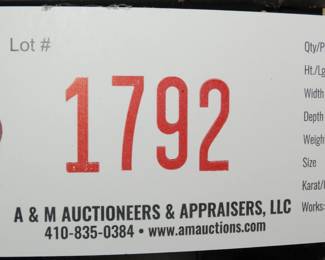 Lot #
1792
A & M AUCTIONEERS & APPRAISERS, LLC
410-835-0384 • www.amauctions.com
Qty/P
Ht./Lg
Width
Depth
Weigh
Size
Karat/
Works: